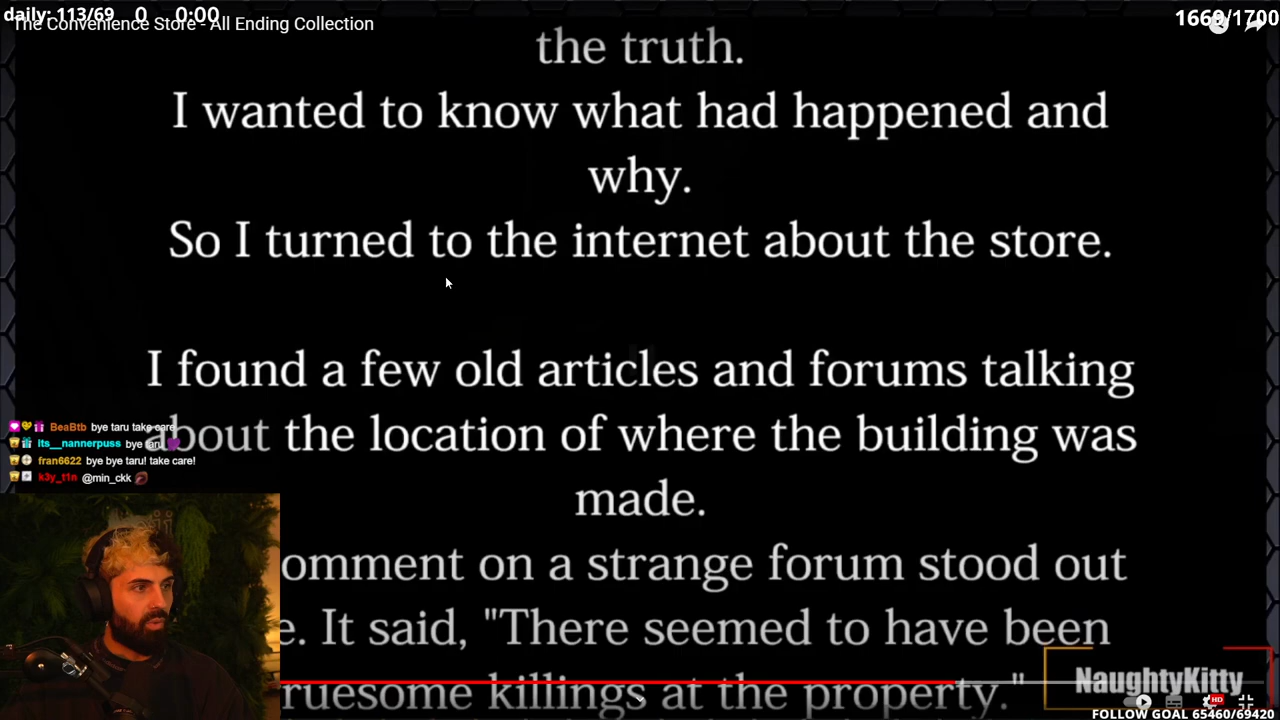 daily: 113/69 0 0:00
The Convenience Store - All Ending Collection
1669/1700
the truth.
I wanted to know what had happened and
why.
So I turned to the internet about the store.
I found a few old articles and forums talking
about the location of where the building was
made.
omment on a strange forum stood out
e. It said, "There seemed to have been
ruesome killings at the property."
BeaBtb bye taru take care
Its__nannerpuss bye taru
fran6622 bye bye taru! take care!
k3y_t1n @min_ckk
NaughtyKitty
HD
FOLLOW GOAL 65460/69420